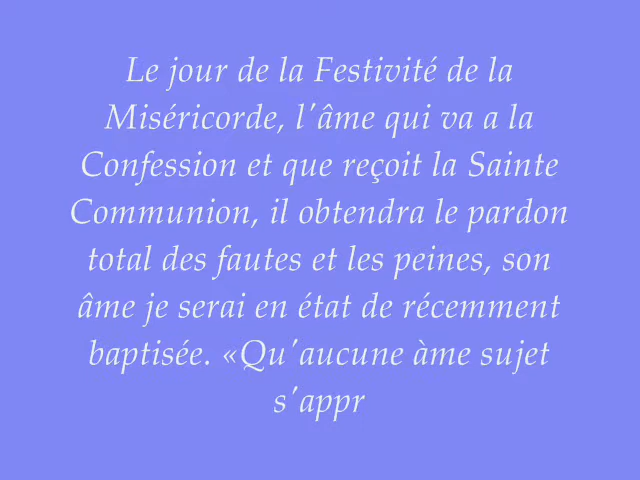 Le jour de la Festivité de la
Miséricorde, l'âme qui va a la
Confession et que reçoit la Sainte
Communion, il obtendra le pardon
total des fautes et les peines, son
âme je serai en état de récemment
baptisée. «Qu'aucune àme sujet
s'appr